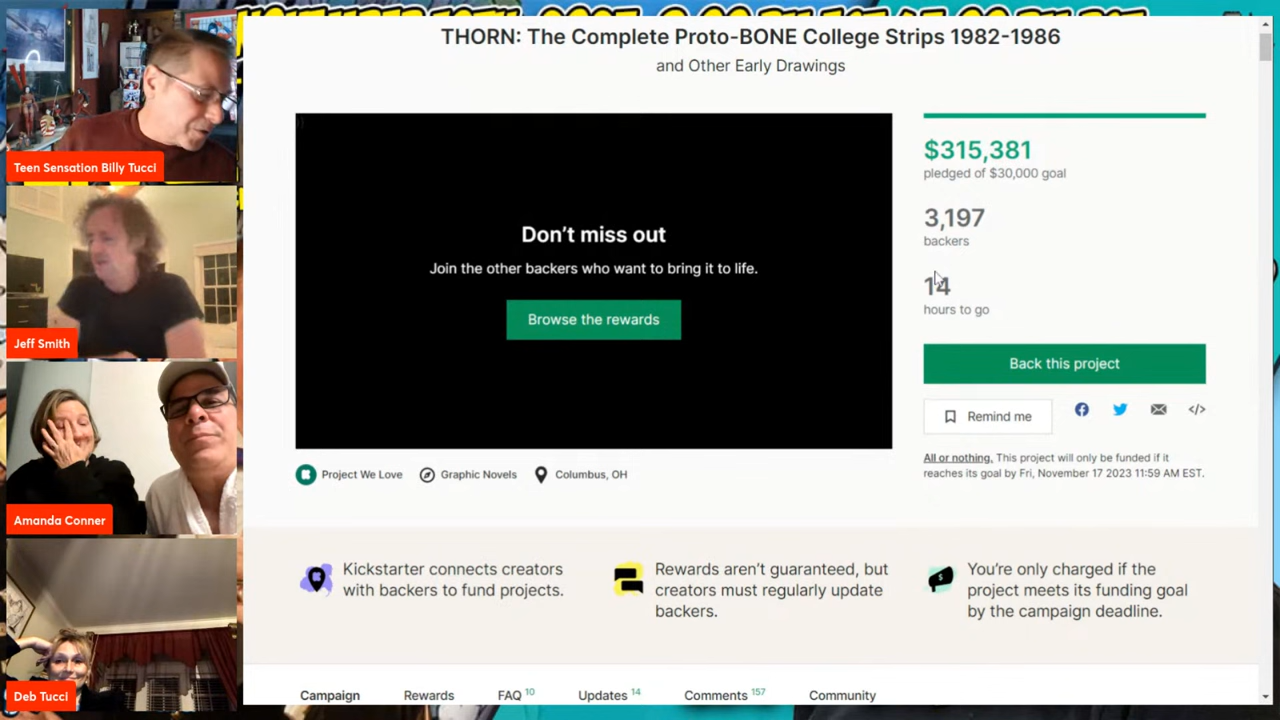 THORN: The Complete Proto-BONE College Strips 1982-1986
and Other Early Drawings
Teen Sensation Billy Tucci
Jeff Smith
Amanda Conner
Deb Tucci
Don't miss out
Join the other backers who want to bring it to life.
Browse the rewards
$315,381
pledged of $30,000 goal
3,197
backers
14
hours to go
Back this project
Remind me
</>
All or nothing. This project will only be funded if it
reaches its goal by Fri, November 17 2023 11:59 AM EST.
Project We Love
Graphic Novels
Columbus, OH
Kickstarter connects creators
with backers to fund projects.
Rewards aren't guaranteed, but
creators must regularly update
backers.
You're only charged if the
project meets its funding goal
by the campaign deadline.
Campaign
Rewards
FAQ 10
Updates 14
Comments 157
Community